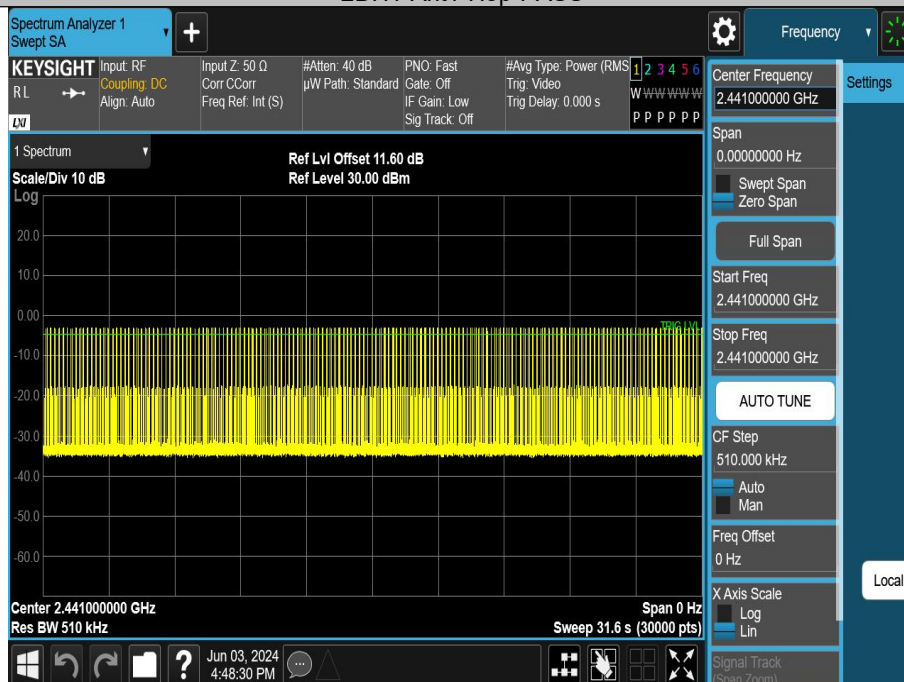 Spectrum Analyzer 1
Swept SA
Frequency
KEYSIGHT
R L
LXI
Input: RF
Coupling: DC
Align: Auto
Input Z: 50 Ω
Corr CCorr
Freq Ref: Int (S)
#Atten: 40 dB
µW Path: Standard
PNO: Fast
Gate: Off
IF Gain: Low
Sig Track: Off
#Avg Type: Power (RMS
Trig: Video
Trig Delay: 0.000 s
1 2 3 4 5 6
W W W W W W
P P P P P P
Center Frequency
2.441000000 GHz
Settings
Span
0.00000000 Hz
Swept Span
Zero Span
Full Span
Start Freq
2.441000000 GHz
Stop Freq
2.441000000 GHz
AUTO TUNE
CF Step
510.000 kHz
Auto
Man
Freq Offset
0 Hz
X Axis Scale
Log
Lin
Signal Track
(Span Zoom)
Local
1 Spectrum
Scale/Div 10 dB
Ref Lvl Offset 11.60 dB
Ref Level 30.00 dBm
Log
20.0
10.0
0.00
TRIG LVL
-10.0
-20.0
-30.0
-40.0
-50.0
-60.0
Center 2.441000000 GHz
Span 0 Hz
Res BW 510 kHz
Sweep 31.6 s (30000 pts)
Jun 03, 2024
4:48:30 PM